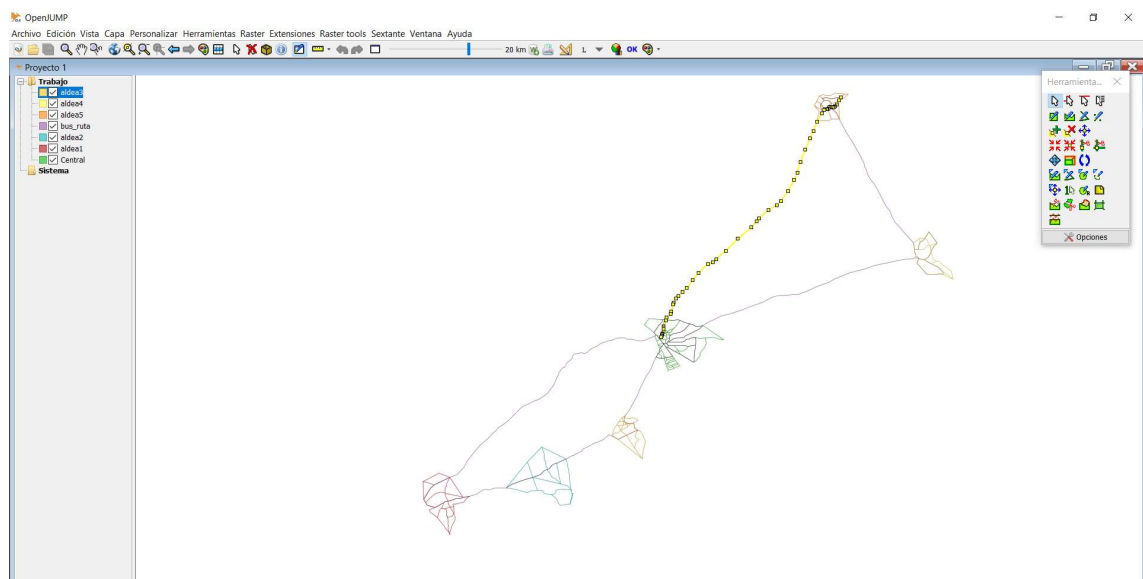 OpenJUMP
Archivo Edición Vista Capa Personalizar Herramientas Raster Extensiones Raster tools Sextante Ventana Ayuda
20 km
1.
OK
Proyecto 1
Trabajo
aldea3
aldea4
aldea5
bus_ruta
aldea2
aldea1
Central
Sistema
Herramienta...
Opciones